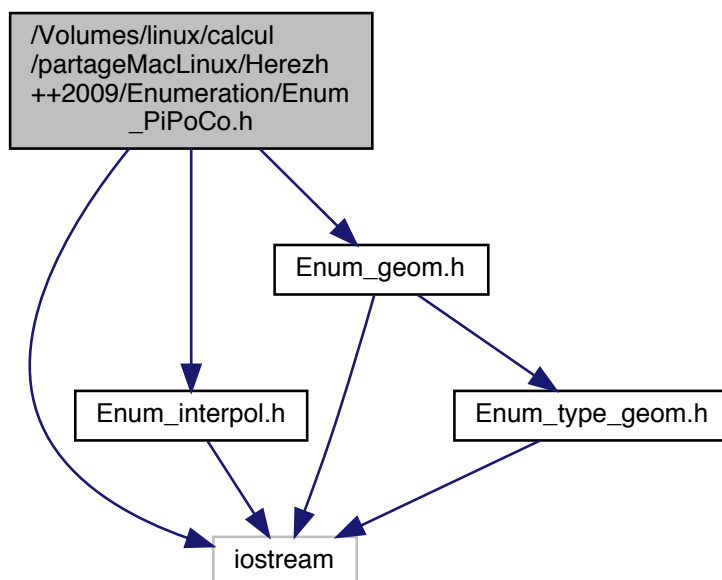 /Volumes/linux/calcul
/partageMacLinux/Herezh
++2009/Enumeration/Enum
_PiPoCo.h
Enum_geom.h
Enum_interpol.h
Enum_type_geom.h
iostream